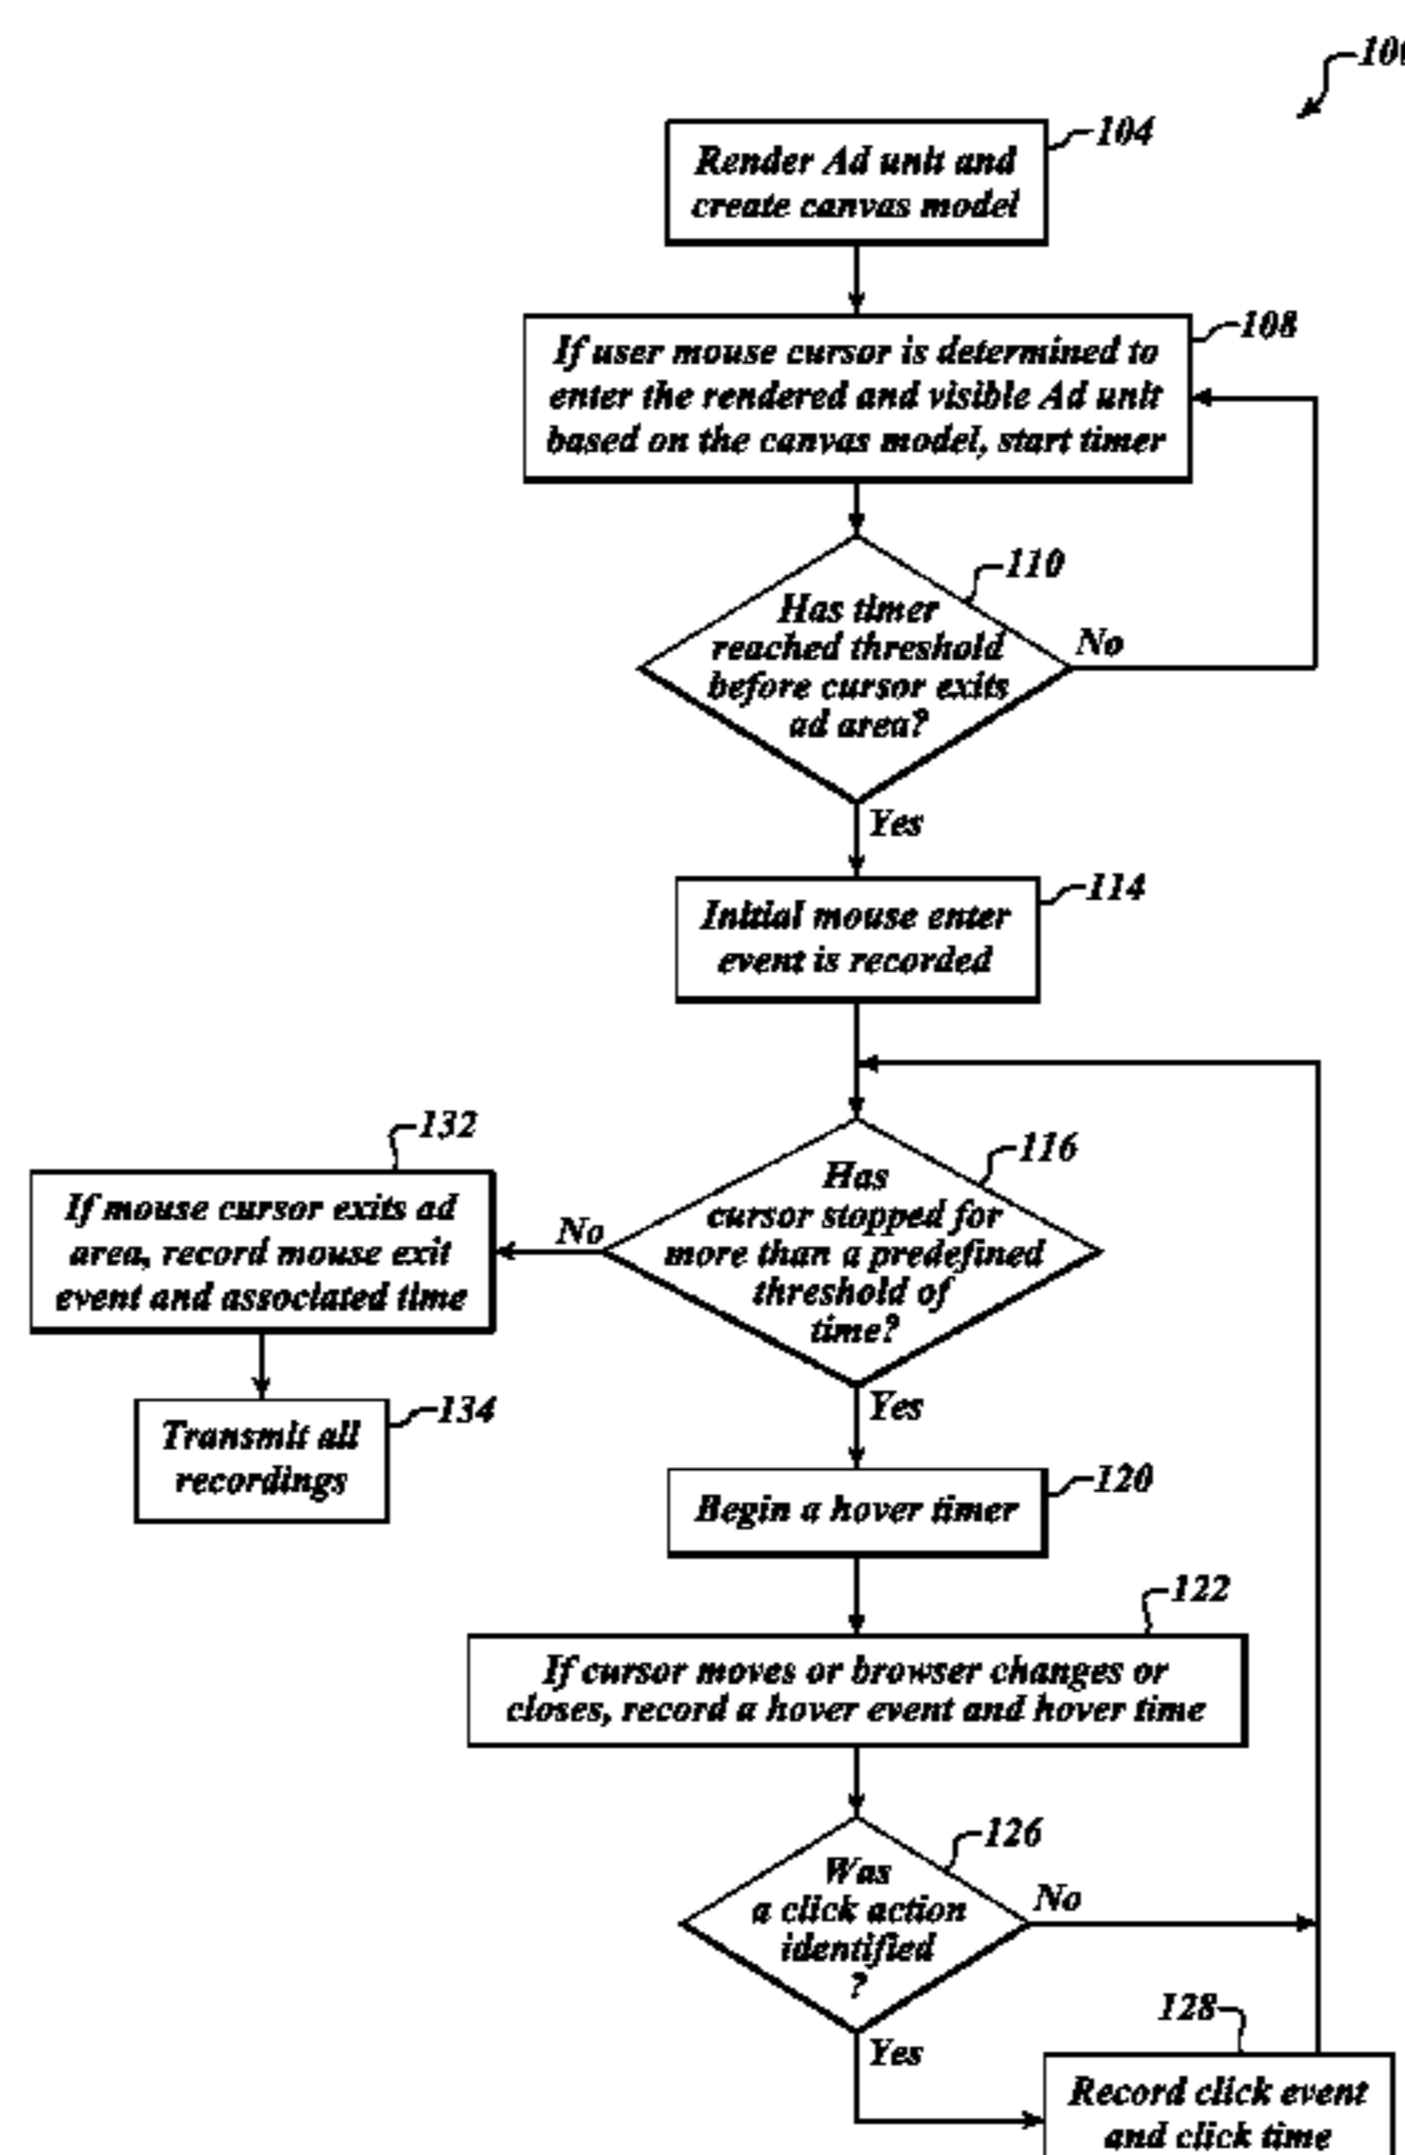 104
Render Ad unit and
create canvas model
108
If user mouse cursor is determined to
enter the rendered and visible Ad unit
based on the canvas model, start timer
110
Has timer
reached threshold
before cursor exits
ad area?
No
Yes
114
Initial mouse enter
event is recorded
132
If mouse cursor exits ad
area, record mouse exit
event and associated time
116
Has
cursor stopped for
more than a predefined
threshold of
time?
No
134
Transmit all
recordings
Yes
120
Begin a hover timer
122
If cursor moves or browser changes or
closes, record a hover event and hover time
126
Was
a click action
identified
?
No
Yes
128
Record click event
and click time